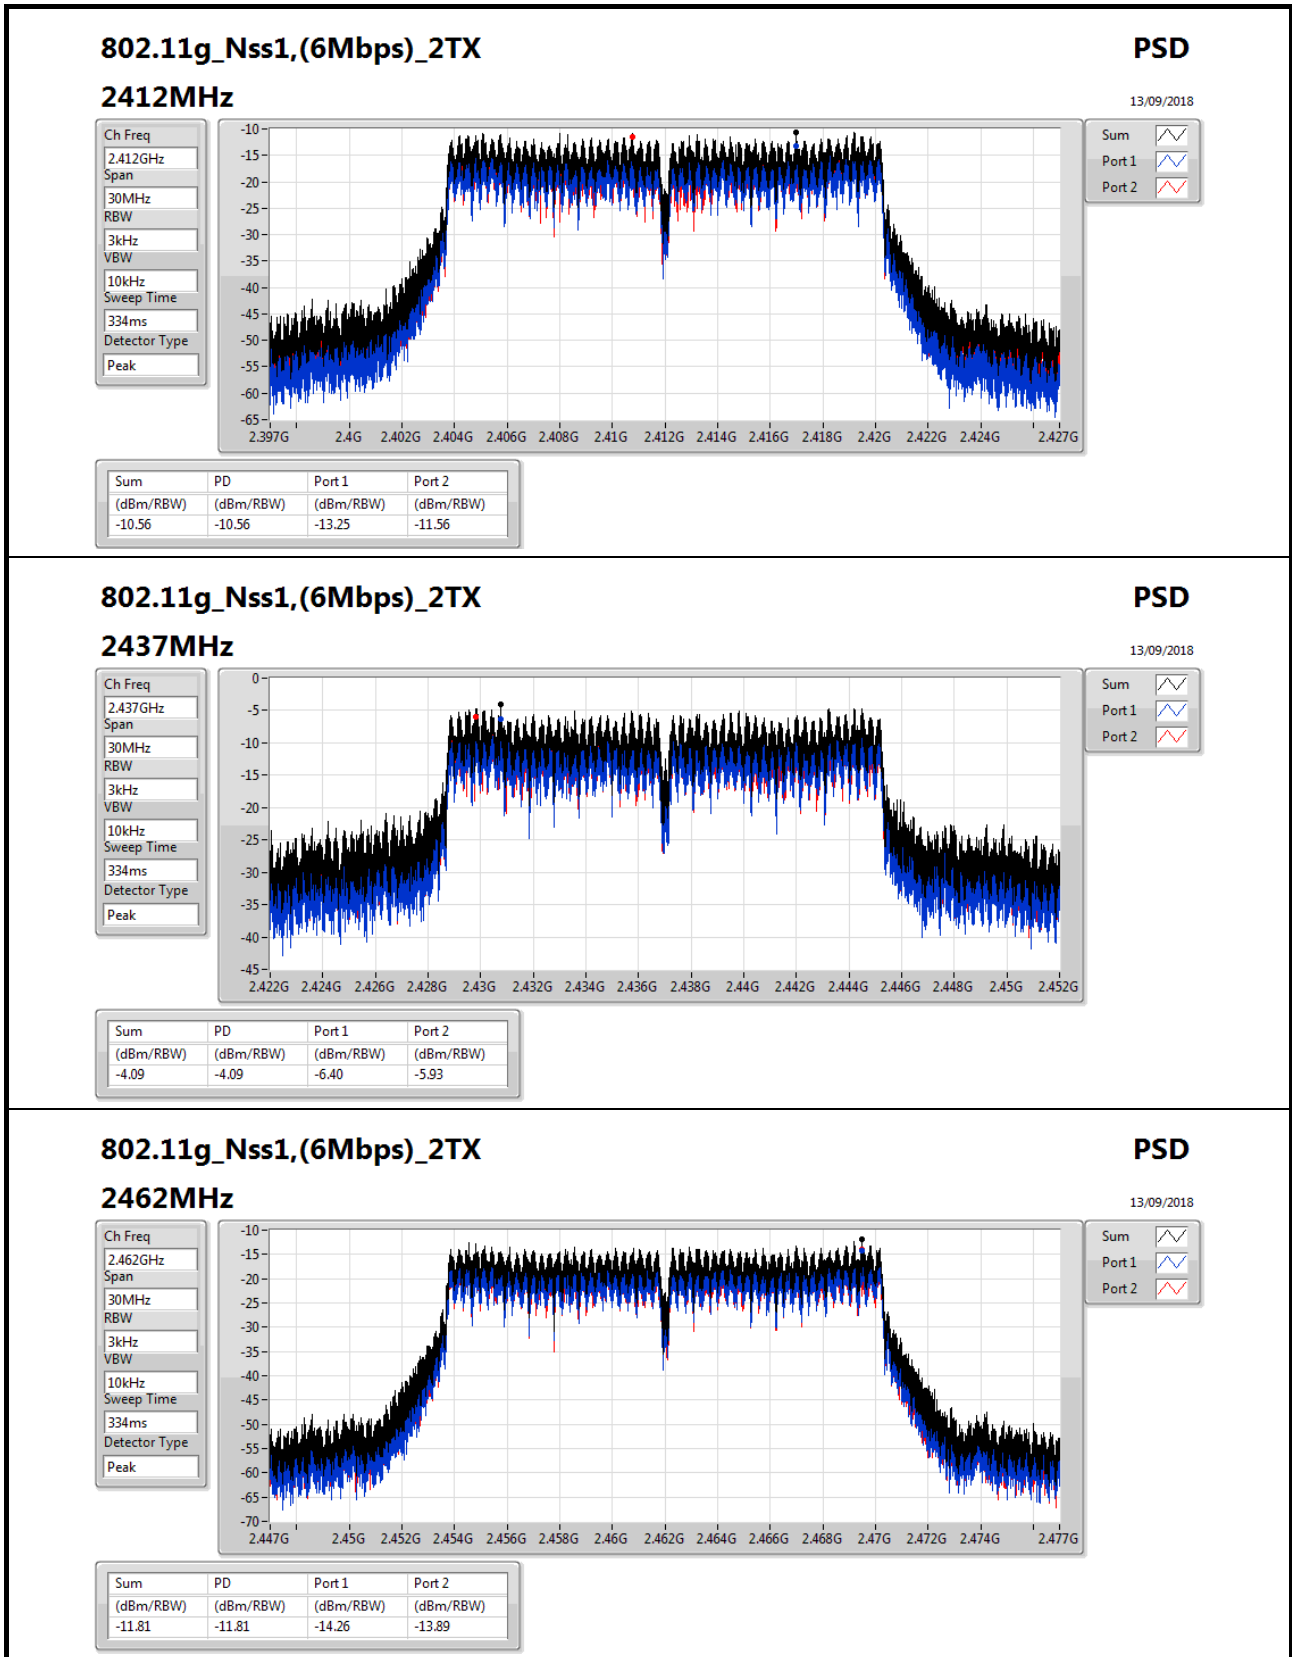 802.11g_Nss1,(6Mbps)_2TX PSD
2412MHz 13/09/2018
Ch Freq
2.412GHz
Span
30MHz
RBW
3kHz
VBW
10kHz
Sweep Time
334ms
Detector Type
Peak
-10
-15
-20
-25
-30
-35
-40
-45
-50
-55
-60
-65
2.397G 2.4G 2.402G 2.404G 2.406G 2.408G 2.41G 2.412G 2.414G 2.416G 2.418G 2.42G 2.422G 2.424G 2.427G
Sum
Port 1
Port 2
Sum PD Port 1 Port 2
(dBm/RBW) (dBm/RBW) (dBm/RBW) (dBm/RBW)
-10.56 -10.56 -13.25 -11.56
802.11g_Nss1,(6Mbps)_2TX PSD
2437MHz 13/09/2018
Ch Freq
2.437GHz
Span
30MHz
RBW
3kHz
VBW
10kHz
Sweep Time
334ms
Detector Type
Peak
0
-5
-10
-15
-20
-25
-30
-35
-40
-45
2.422G 2.424G 2.426G 2.428G 2.43G 2.432G 2.434G 2.436G 2.438G 2.44G 2.442G 2.444G 2.446G 2.448G 2.45G 2.452G
Sum
Port 1
Port 2
Sum PD Port 1 Port 2
(dBm/RBW) (dBm/RBW) (dBm/RBW) (dBm/RBW)
-4.09 -4.09 -6.40 -5.93
802.11g_Nss1,(6Mbps)_2TX PSD
2462MHz 13/09/2018
Ch Freq
2.462GHz
Span
30MHz
RBW
3kHz
VBW
10kHz
Sweep Time
334ms
Detector Type
Peak
-10
-15
-20
-25
-30
-35
-40
-45
-50
-55
-60
-65
-70
2.447G 2.45G 2.452G 2.454G 2.456G 2.458G 2.46G 2.462G 2.464G 2.466G 2.468G 2.47G 2.472G 2.474G 2.477G
Sum
Port 1
Port 2
Sum PD Port 1 Port 2
(dBm/RBW) (dBm/RBW) (dBm/RBW) (dBm/RBW)
-11.81 -11.81 -14.26 -13.89